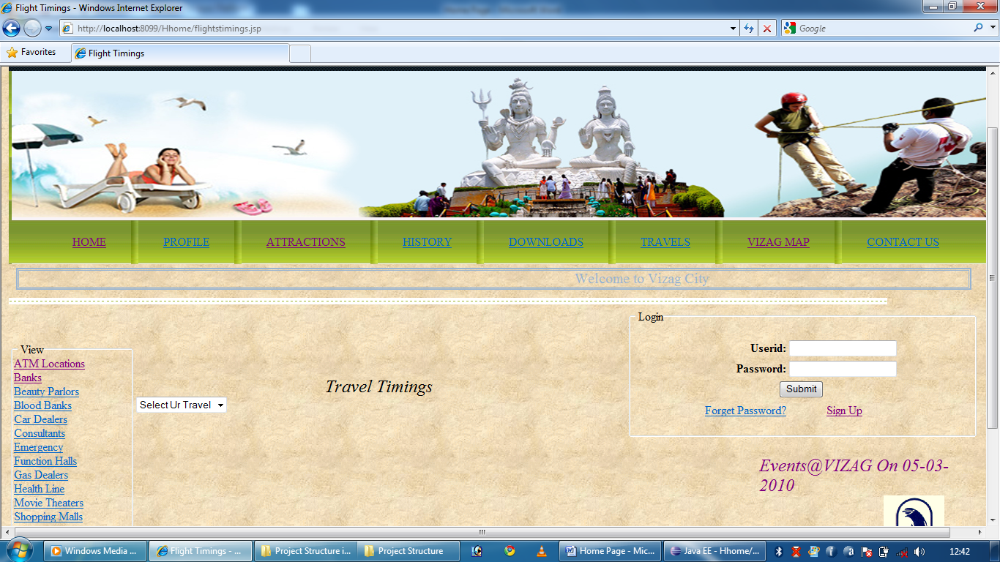 Flight Timings - Windows Internet Explorer
http://localhost:8099/Hhome/flightstimings.jsp
Google
Favorites
Flight Timings
HOME PROFILE ATTRACTIONS HISTORY DOWNLOADS TRAVELS VIZAG MAP CONTACT US
Welcome to Vizag City
View
ATM Locations
Banks
Beauty Parlors
Blood Banks
Car Dealers
Consultants
Emergency
Function Halls
Gas Dealers
Health Line
Movie Theaters
Shopping Malls
Travel Timings
Select Ur Travel
Login
Userid:
Password:
Submit
Forget Password? Sign Up
Events@VIZAG On 05-03-
2010
Windows Media ... Flight Timings - ... Project Structure i... Project Structure Home Page - Mic... Java EE - Hhome/... 12:42